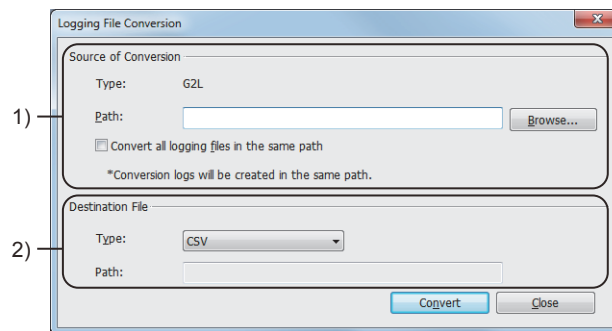 Logging File Conversion
Source of Conversion
Type: G2L
1)
Path: Browse...
Convert all logging files in the same path
*Conversion logs will be created in the same path.
Destination File
2)
Type: CSV
Path:
Convert Close